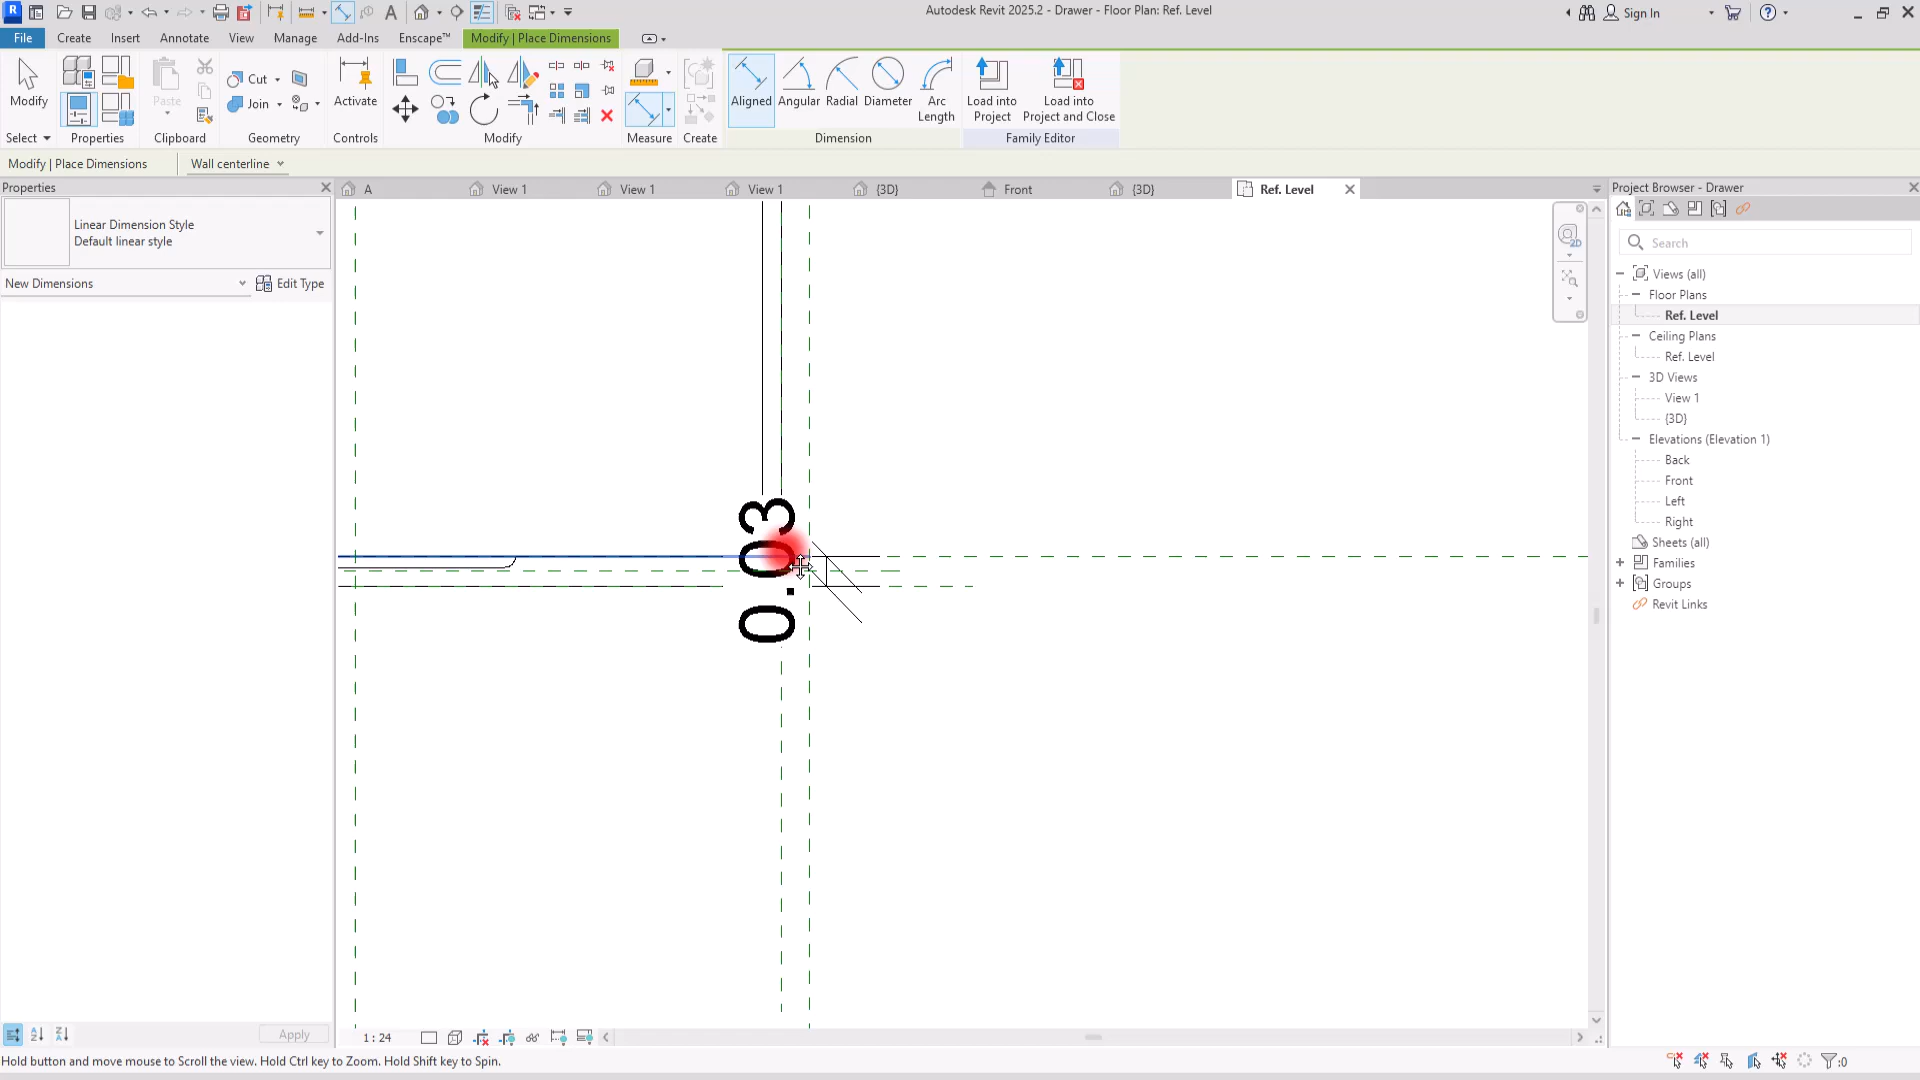 Autodesk Revit 2025.2 - Drawer - Floor Plan: Ref. Level
Sign In
File
Create
Insert
Annotate
View
Manage
Add-Ins
Enscape™
Modify | Place Dimensions
Modify
Select
Properties
Paste
Clipboard
Cut
Join
Geometry
Activate
Controls
Modify
Measure
Create
Aligned
Angular
Radial
Diameter
Arc
Length
Dimension
Load into
Project
Load into
Project and Close
Family Editor
Modify | Place Dimensions
Wall centerline
Properties
A
View 1
View 1
View 1
{3D}
Front
{3D}
Ref. Level
Project Browser - Drawer
Linear Dimension Style
Default linear style
New Dimensions
Edit Type
2D
Search
Views (all)
Floor Plans
Ref. Level
Ceiling Plans
Ref. Level
3D Views
View 1
{3D}
Elevations (Elevation 1)
Back
Front
Left
Right
Sheets (all)
Families
Groups
Revit Links
0.03
Apply
1 : 24
Hold button and move mouse to Scroll the view. Hold Ctrl key to Zoom. Hold Shift key to Spin.
:0